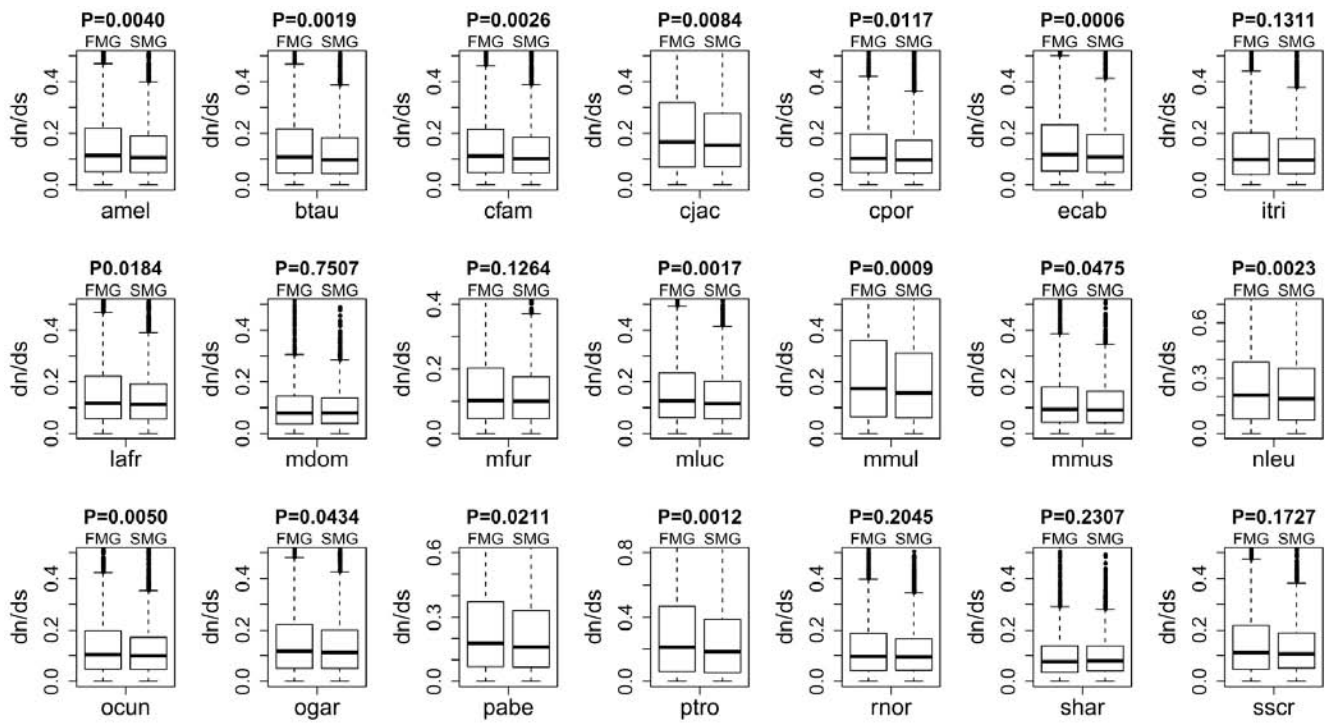 P=0.0040 P=0.0019 P=0.0026 P=0.0084 P=0.0117 P=0.0006 P=0.1311
FMG SMG FMG SMG FMG SMG FMG SMG FMG SMG FMG SMG FMG SMG
dn/ds 0.0 0.2 0.4 dn/ds 0.0 0.2 0.4 dn/ds 0.0 0.2 0.4 dn/ds 0.0 0.2 0.4 dn/ds 0.0 0.2 0.4 dn/ds 0.0 0.2 0.4 dn/ds 0.0 0.2 0.4
amel btau cfam cjac cpor ecab itri
P0.0184 P=0.7507 P=0.1264 P=0.0017 P=0.0009 P=0.0475 P=0.0023
FMG SMG FMG SMG FMG SMG FMG SMG FMG SMG FMG SMG FMG SMG
dn/ds 0.0 0.2 0.4 dn/ds 0.0 0.2 0.4 dn/ds 0.0 0.1 0.2 0.3 0.4 dn/ds 0.0 0.2 0.4 dn/ds 0.0 0.2 0.4 dn/ds 0.0 0.2 0.4 dn/ds 0.0 0.3 0.6
lafr mdom mfur mluc mmul mmus nleu
P=0.0050 P=0.0434 P=0.0211 P=0.0012 P=0.2045 P=0.2307 P=0.1727
FMG SMG FMG SMG FMG SMG FMG SMG FMG SMG FMG SMG FMG SMG
dn/ds 0.0 0.2 0.4 dn/ds 0.0 0.2 0.4 dn/ds 0.0 0.3 0.6 dn/ds 0.0 0.4 0.8 dn/ds 0.0 0.2 0.4 dn/ds 0.0 0.2 0.4 dn/ds 0.0 0.2 0.4
ocun ogar pabe ptro rnor shar sscr